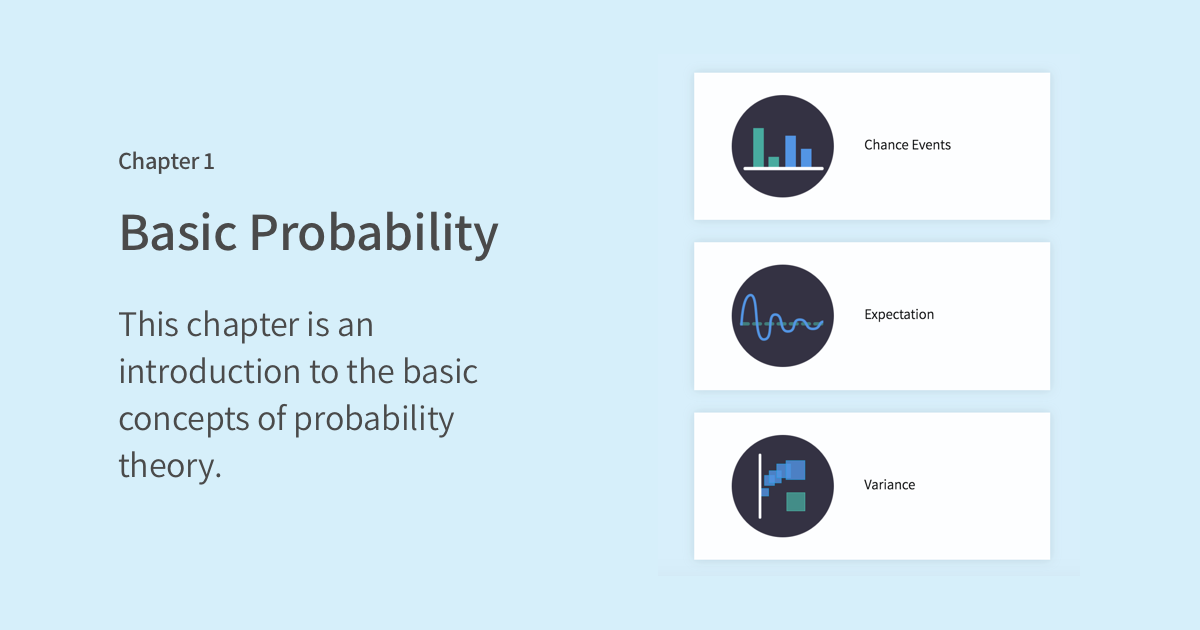 Chapter 1
Basic Probability
This chapter is an
introduction to the basic
concepts of probability
theory.
Chance Events
Expectation
Variance